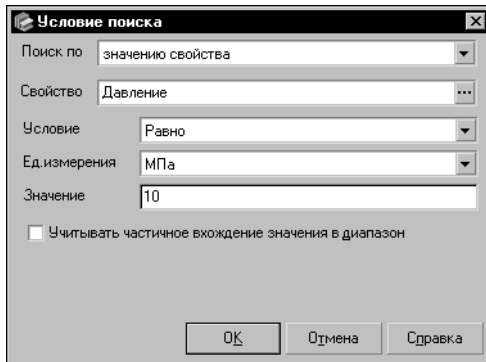 Условие поиска
Поиск по значению свойства
Свойство Давление ...
Условие Равно
Ед.измерения МПа
Значение 10
Учитывать частичное вхождение значения в диапазон
OK Отмена Справка